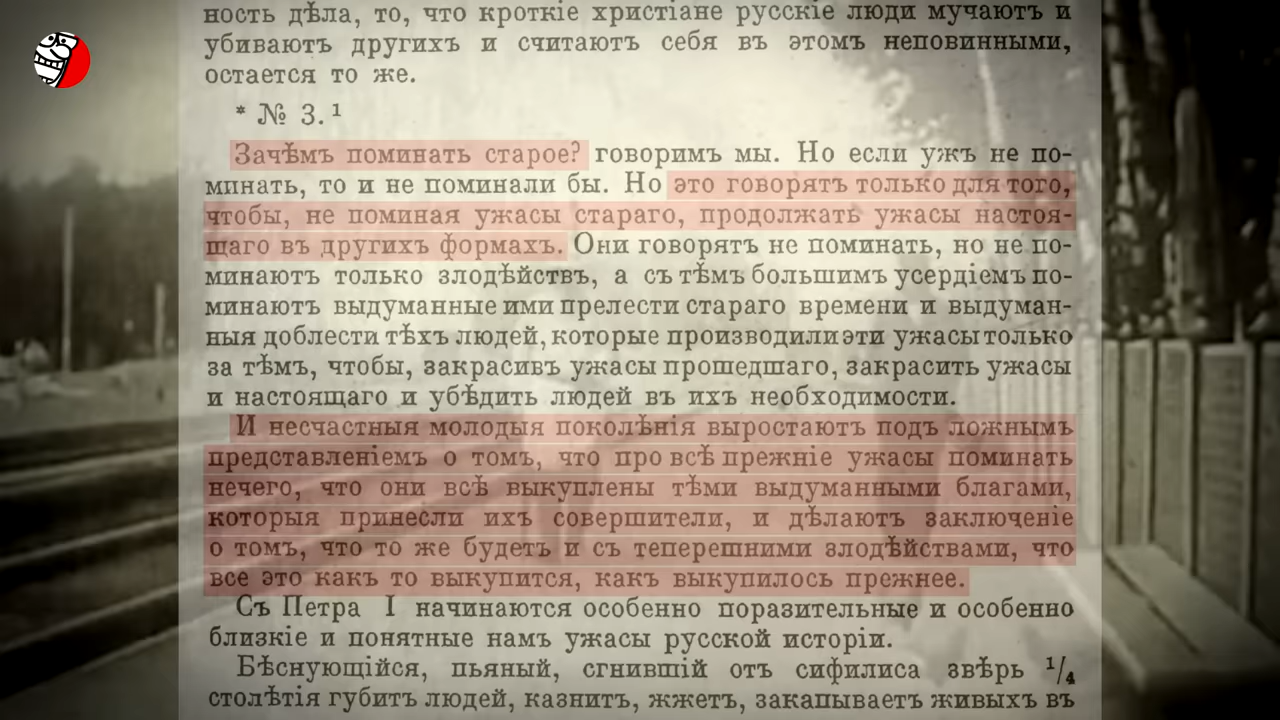 ность дѣла, то, что кроткіе христіане русскіе люди мучаютъ и
убиваютъ другихъ и считаютъ себя въ этомъ неповинными,
остается то же.
* № 3.¹
Зачѣмъ поминать старое? говоримъ мы. Но если ужъ не по-
минать, то и не поминали бы. Но это говорятъ только для того,
чтобы, не поминая ужасы стараго, продолжать ужасы настоя-
щаго въ другихъ формахъ. Они говорятъ не поминать, но не по-
минаютъ только злодѣйствъ, а съ тѣмъ большимъ усердіемъ по-
минаютъ выдуманные ими прелести стараго времени и выдуман-
ныя доблести тѣхъ людей, которые производили эти ужасы только
за тѣмъ, чтобы, закрасивъ ужасы прошедшаго, закрасить ужасы
и настоящаго и убѣдить людей въ ихъ необходимости.
И несчастныя молодыя поколѣнія выростаютъ подъ ложнымъ
представленіемъ о томъ, что про всѣ прежніе ужасы поминать
нечего, что они всѣ выкуплены тѣми выдуманными благами,
которыя принесли ихъ совершители, и дѣлаютъ заключеніе
о томъ, что то же будетъ и съ теперешними злодѣйствами, что
все это какъ то выкупится, какъ выкупилось прежнее.
Съ Петра I начинаются особенно поразительные и особенно
близкіе и понятные намъ ужасы русской исторіи.
Бѣснующійся, пьяный, сгнившій отъ сифилиса звѣрь ¹/₄
столѣтія губитъ людей, казнитъ, жжетъ, закапываетъ живыхъ въ